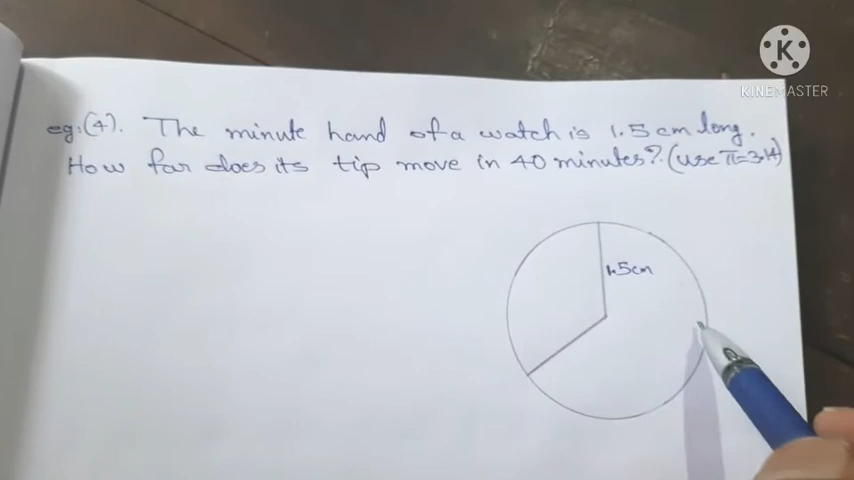 KINEMASTER
eg:(4). The minute hand of a watch is 1.5 cm long.
How far does its tip move in 40 minutes? (use π=3.14)
1.5cm